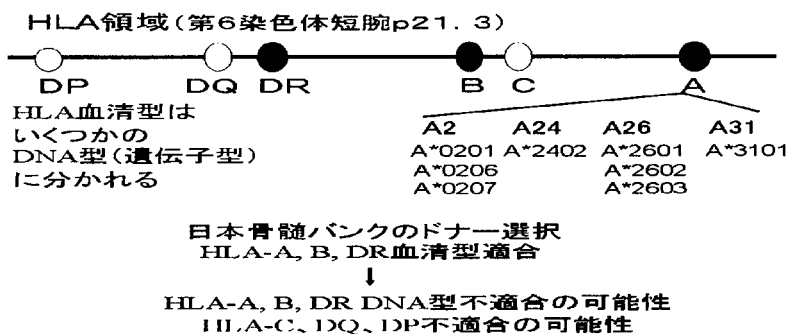 HLA領域(第6染色体短腕p21.3)
DP DQ DR B C A
HLA血清型は
いくつかの
DNA型(遺伝子型)
に分かれる
A2 A24 A26 A31
A*0201 A*2402 A*2601 A*3101
A*0206 A*2602
A*0207 A*2603
日本骨髄バンクのドナー選択
HLA-A, B, DR血清型適合
↓
HLA-A, B, DR DNA型不適合の可能性
HLA-C、DQ、DP不適合の可能性